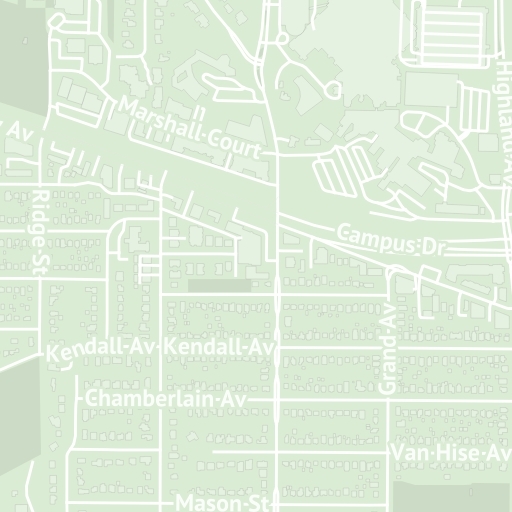 Marshall Court
Highland Av
Av
Ridge St
Campus Dr
Grand Av
Kendall Av Kendall Av
Chamberlain Av
Van Hise Av
Mason St